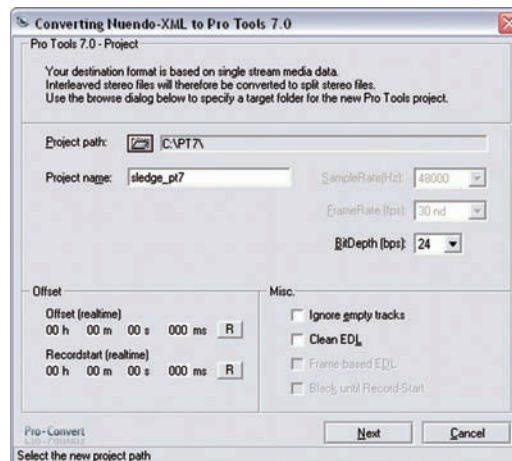 Converting Nuendo-XML to Pro Tools 7.0
Pro Tools 7.0 - Project
Your destination format is based on single stream media data.
Interleaved stereo files will therefore be converted to split stereo files.
Use the browse dialog below to specify a target folder for the new Pro Tools project.
Project path: C:\PT7\
Project name: sledge_pt7 SampleRate(Hz): 48000
FrameRate (fps): 30 nd
BitDepth (bps): 24
Offset
Offset (realtime)
00 h 00 m 00 s 000 ms R
Recordstart (realtime)
00 h 00 m 00 s 000 ms R
Misc.
Ignore empty tracks
Clean EDL
Frame-based EDL
Black until Record-Start
Pro-Convert
Next Cancel
Select the new project path